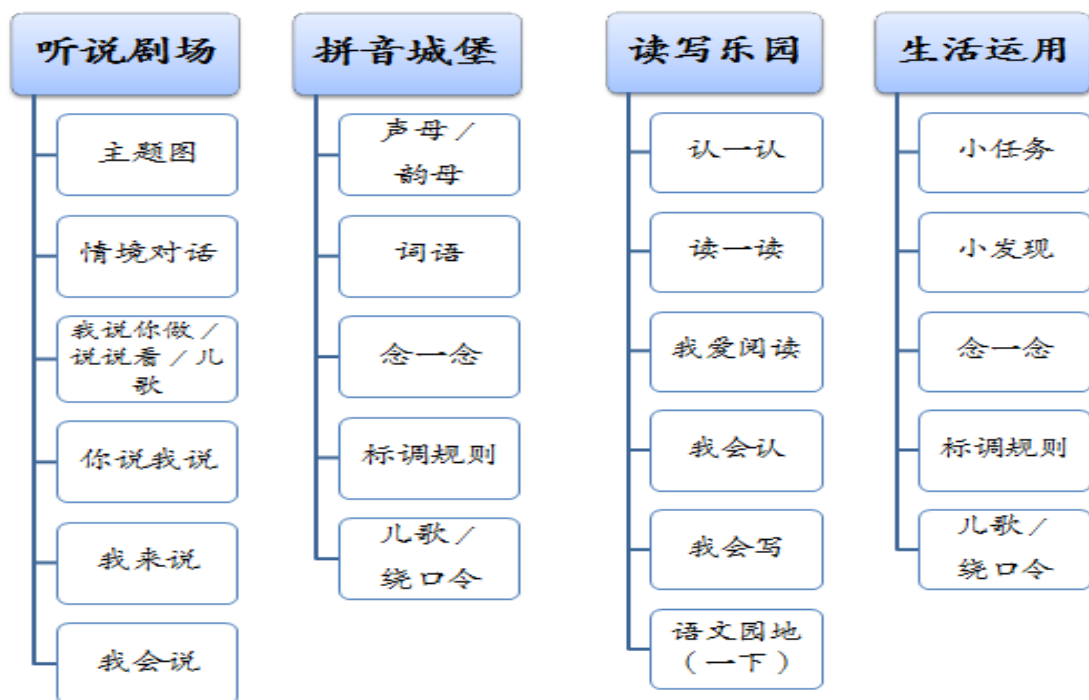 听说剧场
主题图
情境对话
我说你做／
说说看／儿
歌
你说我说
我来说
我会说
拼音城堡
声母／
韵母
词语
念一念
标调规则
儿歌／
绕口令
读写乐园
认一认
读一读
我爱阅读
我会认
我会写
语文园地
（一下）
生活运用
小任务
小发现
念一念
标调规则
儿歌／
绕口令